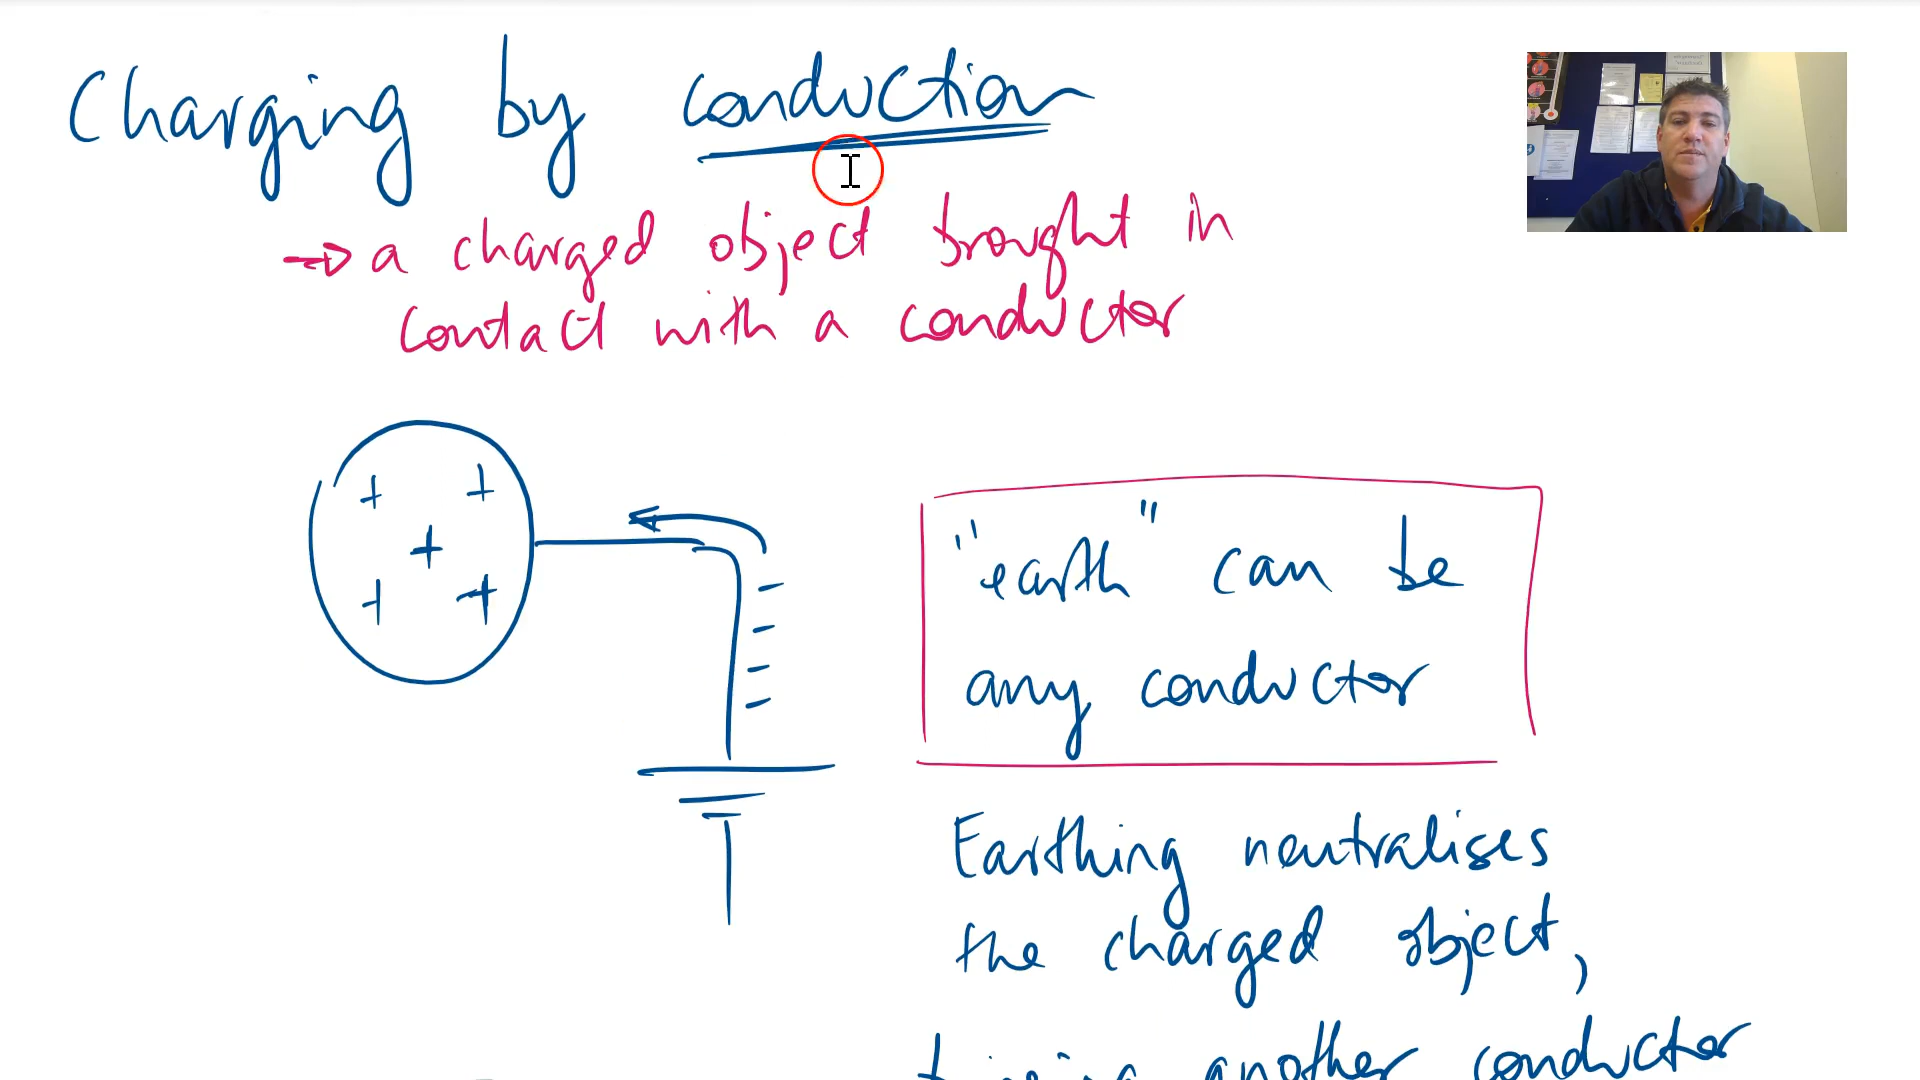 Charging by conduction
→ a charged object brought in
contact with a conductor
"earth" can be
any conductor
Earthing neutralises
the charged object,
another conductor